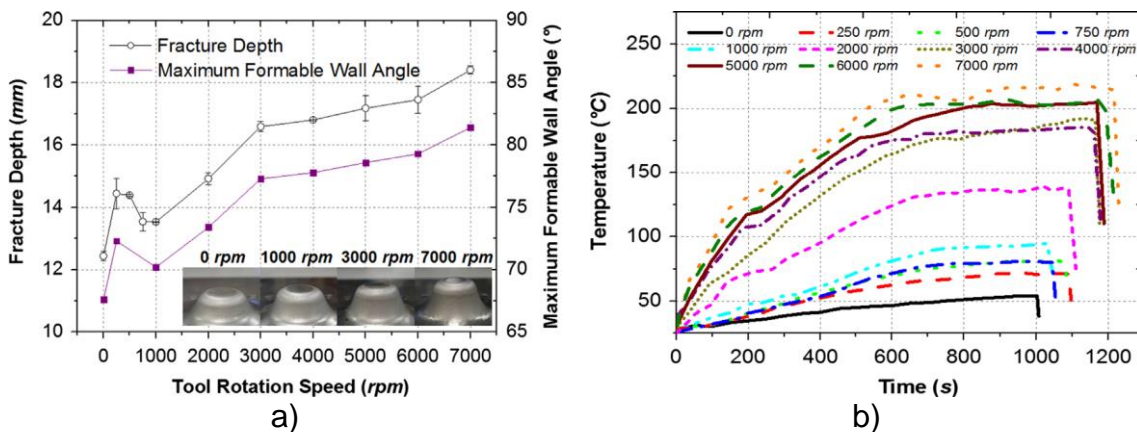 20
18
16
14
12
10
Fracture Depth (mm)
Fracture Depth
Maximum Formable Wall Angle
0 rpm 1000 rpm 3000 rpm 7000 rpm
90
85
80
75
70
65
Maximum Formable Wall Angle (°)
0 1000 2000 3000 4000 5000 6000 7000
Tool Rotation Speed (rpm)
a)
250
200
150
100
50
Temperature (°C)
0 rpm 250 rpm 500 rpm 750 rpm
1000 rpm 2000 rpm 3000 rpm 4000 rpm
5000 rpm 6000 rpm 7000 rpm
0 200 400 600 800 1000 1200
Time (s)
b)